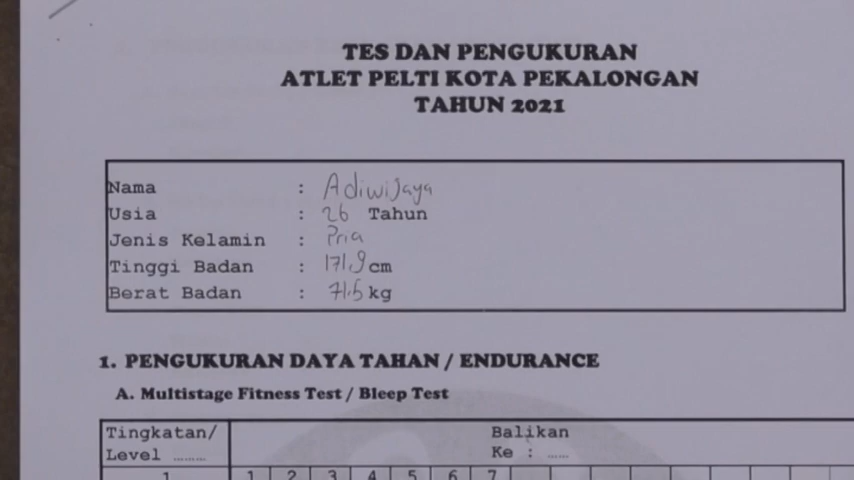 TES DAN PENGUKURAN
ATLET PELTI KOTA PEKALONGAN
TAHUN 2021
Nama : Adiwijaya
Usia : 26 Tahun
Jenis Kelamin : Pria
Tinggi Badan : 171,9 cm
Berat Badan : 71,5 kg
1. PENGUKURAN DAYA TAHAN / ENDURANCE
A. Multistage Fitness Test / Bleep Test
Tingkatan/ Balikan
Level ......... Ke : ......
1 1 2 3 4 5 6 7